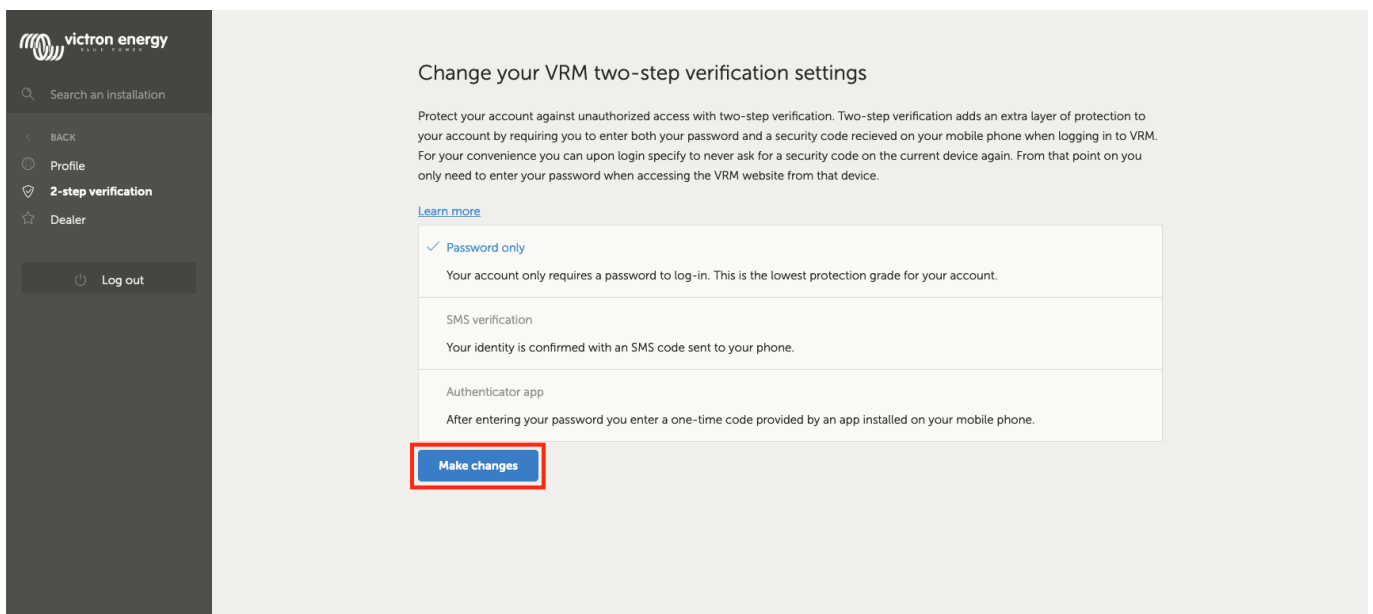 victron energy
BLUE POWER
Search an installation
BACK
Profile
2-step verification
Dealer
Log out
Change your VRM two-step verification settings
Protect your account against unauthorized access with two-step verification. Two-step verification adds an extra layer of protection to
your account by requiring you to enter both your password and a security code recieved on your mobile phone when logging in to VRM.
For your convenience you can upon login specify to never ask for a security code on the current device again. From that point on you
only need to enter your password when accessing the VRM website from that device.
Learn more
Password only
Your account only requires a password to log-in. This is the lowest protection grade for your account.
SMS verification
Your identity is confirmed with an SMS code sent to your phone.
Authenticator app
After entering your password you enter a one-time code provided by an app installed on your mobile phone.
Make changes